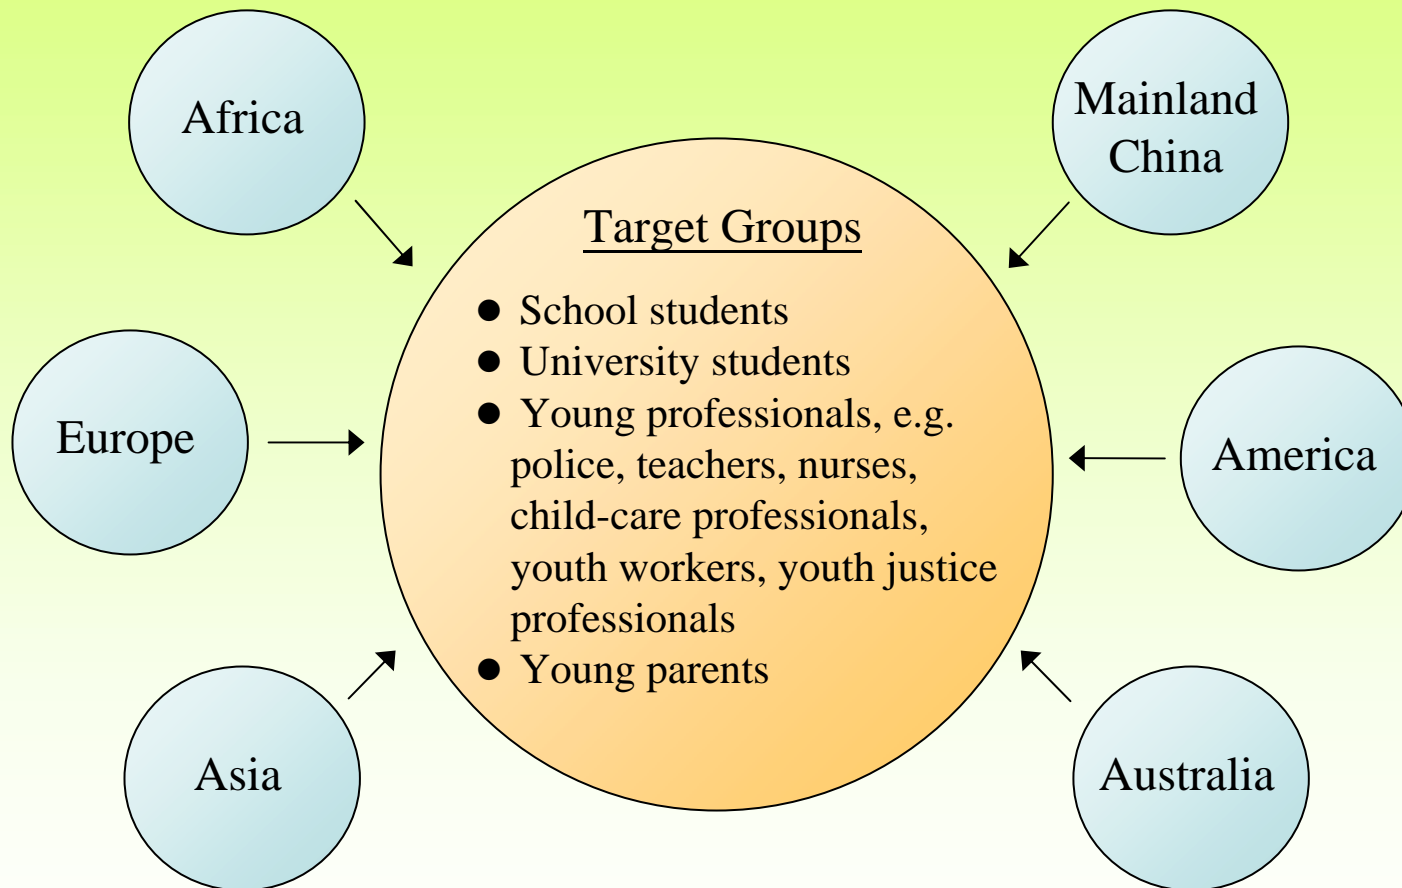 Africa
Mainland
China
Target Groups
● School students
● University students
● Young professionals, e.g.
police, teachers, nurses,
child-care professionals,
youth workers, youth justice
professionals
● Young parents
Europe
America
Asia
Australia